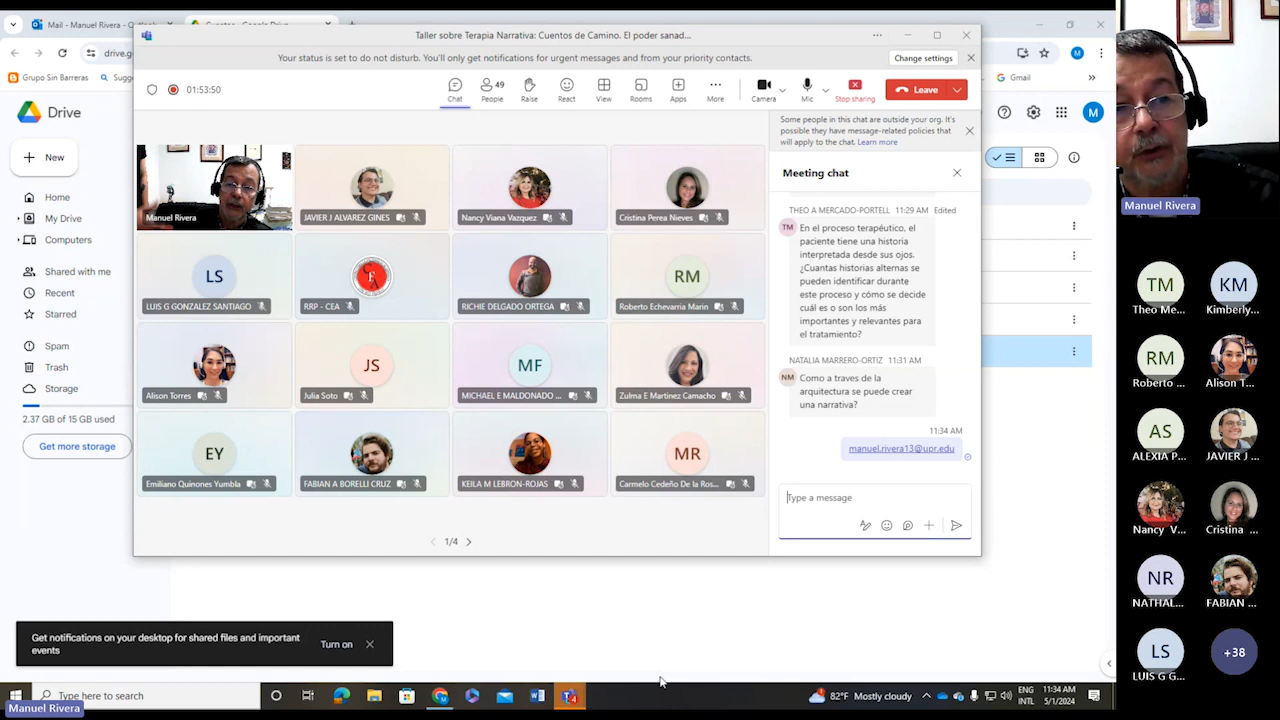 Mail - Manuel Rivera - Outlook
Cuentos - Google Drive
drive.g
Grupo Sin Barreras
Sugg
Gmail
Taller sobre Terapia Narrativa: Cuentos de Camino. El poder sanad...
Your status is set to do not disturb. You'll only get notifications for urgent messages and from your priority contacts.
Change settings
01:53:50
Chat
49
People
Raise
React
View
Rooms
Apps
More
Camera
Mic
Stop sharing
Leave
Some people in this chat are outside your org. It's
possible they have message-related policies
that will apply to the chat. Learn more
Drive
M
M
New
Home
My Drive
Computers
Shared with me
Recent
Starred
Spam
Trash
Storage
2.37 GB of 15 GB used
Get more storage
Manuel Rivera
JAVIER J ALVAREZ GINES
Nancy Viana Vazquez
Cristina Perea Nieves
LS
LUIS G GONZALEZ SANTIAGO
RRP - CEA
RICHIE DELGADO ORTEGA
RM
Roberto Echevarria Marin
Alison Torres
JS
Julia Soto
MF
MICHAEL E MALDONADO ...
Zulma E Martinez Camacho
EY
Emiliano Quinones Yumbla
FABIAN A BORELLI CRUZ
KEILA M LEBRON-ROJAS
MR
Carmelo Cedeño De la Ros...
1/4
Meeting chat
THEO A MERCADO-PORTELL 11:29 AM Edited
TM
En el proceso terapéutico, el
paciente tiene una historia
interpretada desde sus ojos.
¿Cuantas historias alternas se
pueden identificar durante
este proceso y cómo se decide
cuál es o son los más
importantes y relevantes para
el tratamiento?
NATALIA MARRERO-ORTIZ 11:31 AM
NM
Como a traves de la
arquitectura se puede crear
una narrativa?
11:34 AM
manuel.rivera13@upr.edu
Type a message
Get notifications on your desktop for shared files and important
events
Turn on
Type here to search
82°F Mostly cloudy
ENG
INTL
11:34 AM
5/1/2024
Manuel Rivera
Manuel Rivera
TM
Theo Me...
KM
Kimberly...
RM
Roberto ...
Alison T...
AS
ALEXIA P...
JAVIER J ...
Nancy V...
Cristina ...
NR
NATHAL...
FABIAN ...
LS
LUIS G G...
+38